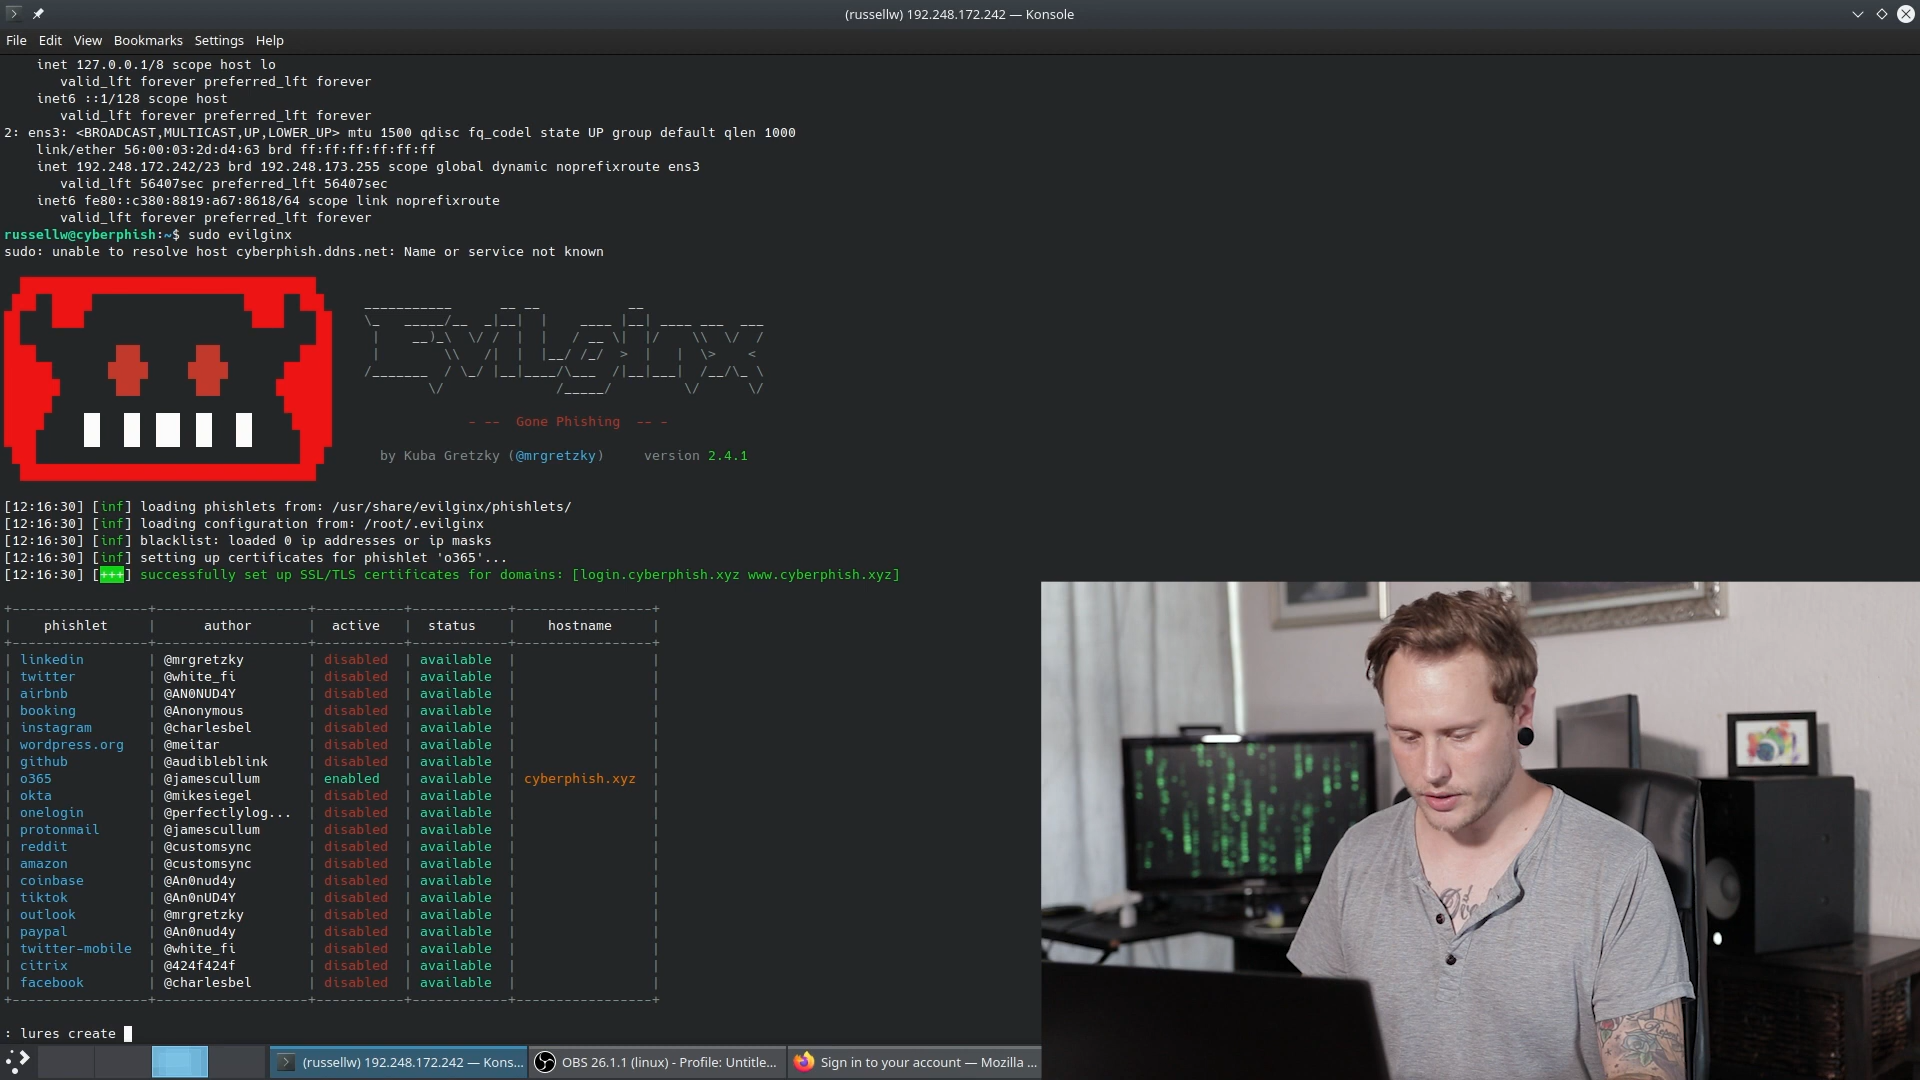 (russellw) 192.248.172.242 — Konsole
File Edit View Bookmarks Settings Help
inet 127.0.0.1/8 scope host lo
valid_lft forever preferred_lft forever
inet6 ::1/128 scope host
valid_lft forever preferred_lft forever
2: ens3: <BROADCAST,MULTICAST,UP,LOWER_UP> mtu 1500 qdisc fq_codel state UP group default qlen 1000
link/ether 56:00:03:2d:d4:63 brd ff:ff:ff:ff:ff:ff
inet 192.248.172.242/23 brd 192.248.173.255 scope global dynamic noprefixroute ens3
valid_lft 56407sec preferred_lft 56407sec
inet6 fe80::c380:8819:a67:8618/64 scope link noprefixroute
valid_lft forever preferred_lft forever
russellw@cyberphish:~$ sudo evilginx
sudo: unable to resolve host cyberphish.ddns.net: Name or service not known
Evilginx
- -- Gone Phishing -- -
by Kuba Gretzky (@mrgretzky) version 2.4.1
[12:16:30] [inf] loading phishlets from: /usr/share/evilginx/phishlets/
[12:16:30] [inf] loading configuration from: /root/.evilginx
[12:16:30] [inf] blacklist: loaded 0 ip addresses or ip masks
[12:16:30] [inf] setting up certificates for phishlet 'o365'...
[12:16:30] [+++] successfully set up SSL/TLS certificates for domains: [login.cyberphish.xyz www.cyberphish.xyz]
| phishlet | author | active | status | hostname |
| linkedin | @mrgretzky | disabled | available | |
| twitter | @white_fi | disabled | available | |
| airbnb | @AN0NUD4Y | disabled | available | |
| booking | @Anonymous | disabled | available | |
| instagram | @charlesbel | disabled | available | |
| wordpress.org | @meitar | disabled | available | |
| github | @audibleblink | disabled | available | |
| o365 | @jamescullum | enabled | available | cyberphish.xyz |
| okta | @mikesiegel | disabled | available | |
| onelogin | @perfectlylog... | disabled | available | |
| protonmail | @jamescullum | disabled | available | |
| reddit | @customsync | disabled | available | |
| amazon | @customsync | disabled | available | |
| coinbase | @An0nud4y | disabled | available | |
| tiktok | @An0nUD4Y | disabled | available | |
| outlook | @mrgretzky | disabled | available | |
| paypal | @An0nud4y | disabled | available | |
| twitter-mobile | @white_fi | disabled | available | |
| citrix | @424f424f | disabled | available | |
| facebook | @charlesbel | disabled | available | |
: lures create
(russellw) 192.248.172.242 — Kons... OBS 26.1.1 (linux) - Profile: Untitle... Sign in to your account — Mozilla ...